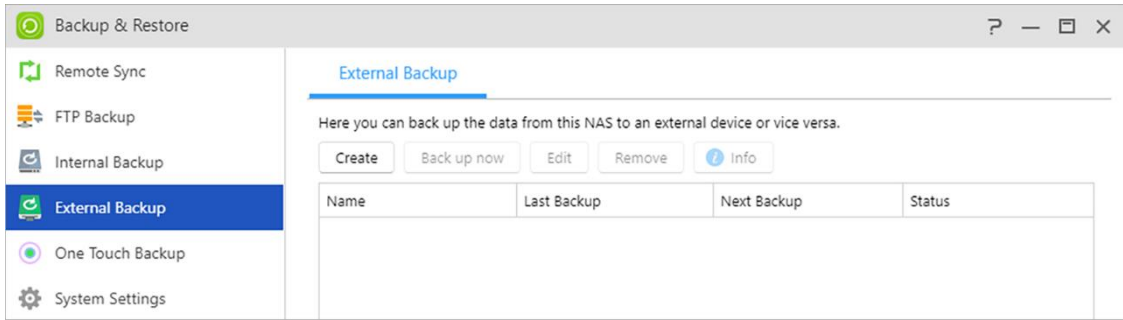 Backup & Restore
Remote Sync
FTP Backup
Internal Backup
External Backup
One Touch Backup
System Settings
External Backup
Here you can back up the data from this NAS to an external device or vice versa.
Create Back up now Edit Remove Info
Name Last Backup Next Backup Status